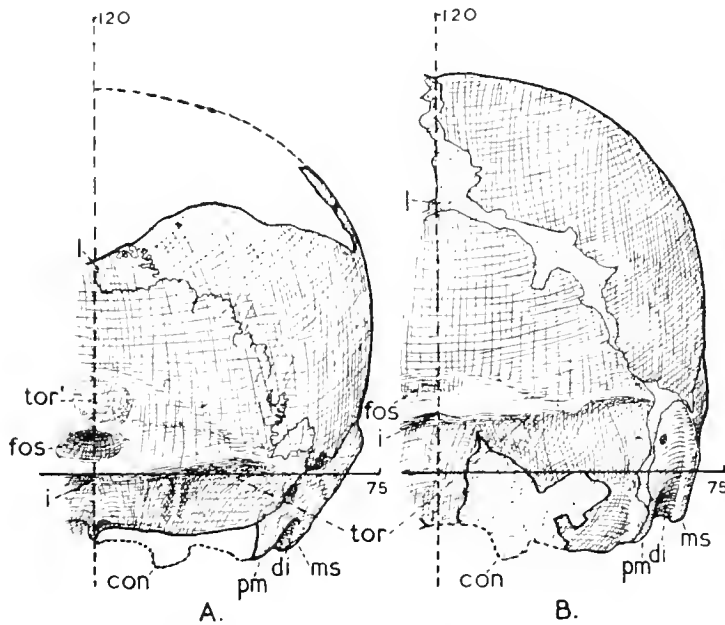 120
120
l
l
tor'
fos
fos
i
i
75
75
tor
con
pm
di
ms
con
pm
di
ms
A.
B.